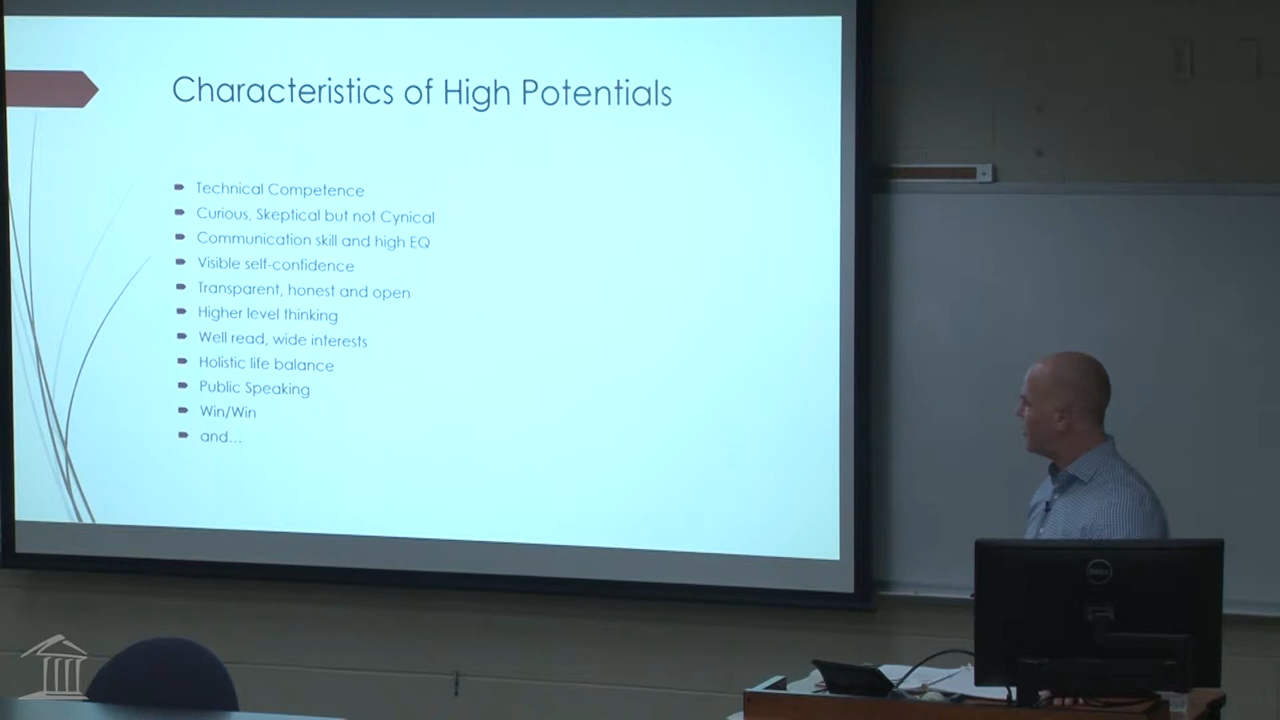 Characteristics of High Potentials
Technical Competence
Curious, Skeptical but not Cynical
Communication skill and high EQ
Visible self-confidence
Transparent, honest and open
Higher level thinking
Well read, wide interests
Holistic life balance
Public Speaking
Win/Win
and...
DELL